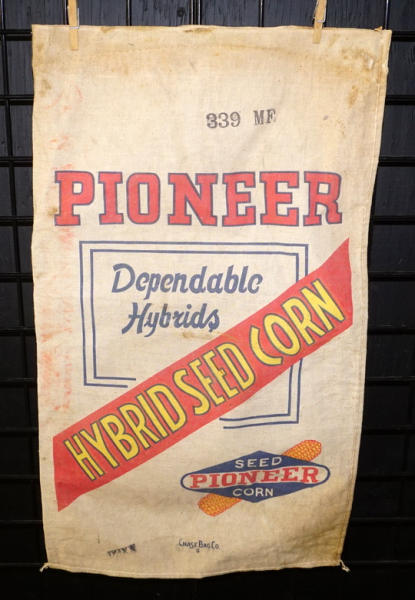 339 MF
PIONEER
Dependable
Hybrids
HYBRID SEED CORN
SEED
PIONEER
CORN
CHASE BAG CO.